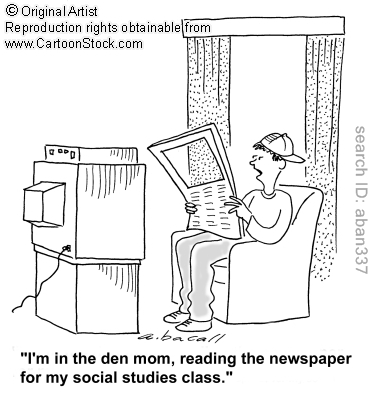 © Original Artist
Reproduction rights obtainable from
www.CartoonStock.com
search ID: aban337
a.bacall
"I'm in the den mom, reading the newspaper
for my social studies class."